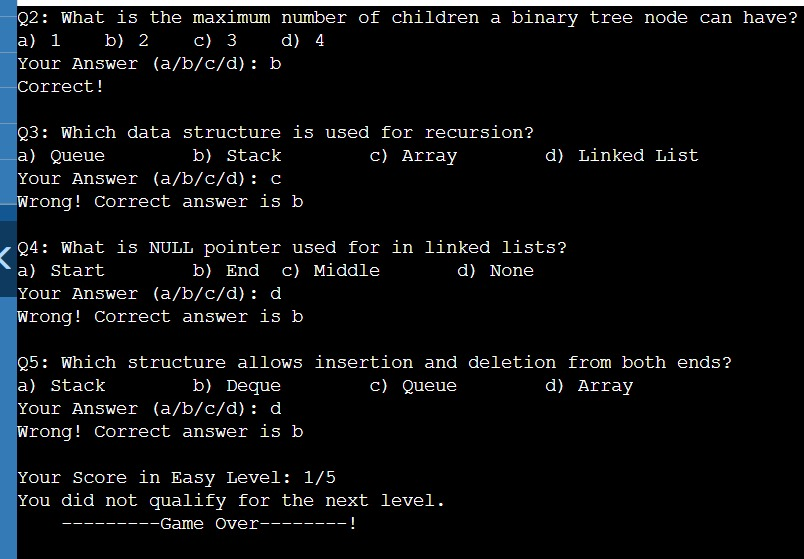 Q2: What is the maximum number of children a binary tree node can have?
a) 1    b) 2    c) 3    d) 4
Your Answer (a/b/c/d): b
Correct!
Q3: Which data structure is used for recursion?
a) Queue        b) Stack        c) Array        d) Linked List
Your Answer (a/b/c/d): c
Wrong! Correct answer is b
Q4: What is NULL pointer used for in linked lists?
a) Start        b) End  c) Middle       d) None
Your Answer (a/b/c/d): d
Wrong! Correct answer is b
Q5: Which structure allows insertion and deletion from both ends?
a) Stack        b) Deque        c) Queue        d) Array
Your Answer (a/b/c/d): d
Wrong! Correct answer is b
Your Score in Easy Level: 1/5
You did not qualify for the next level.
---------Game Over--------!